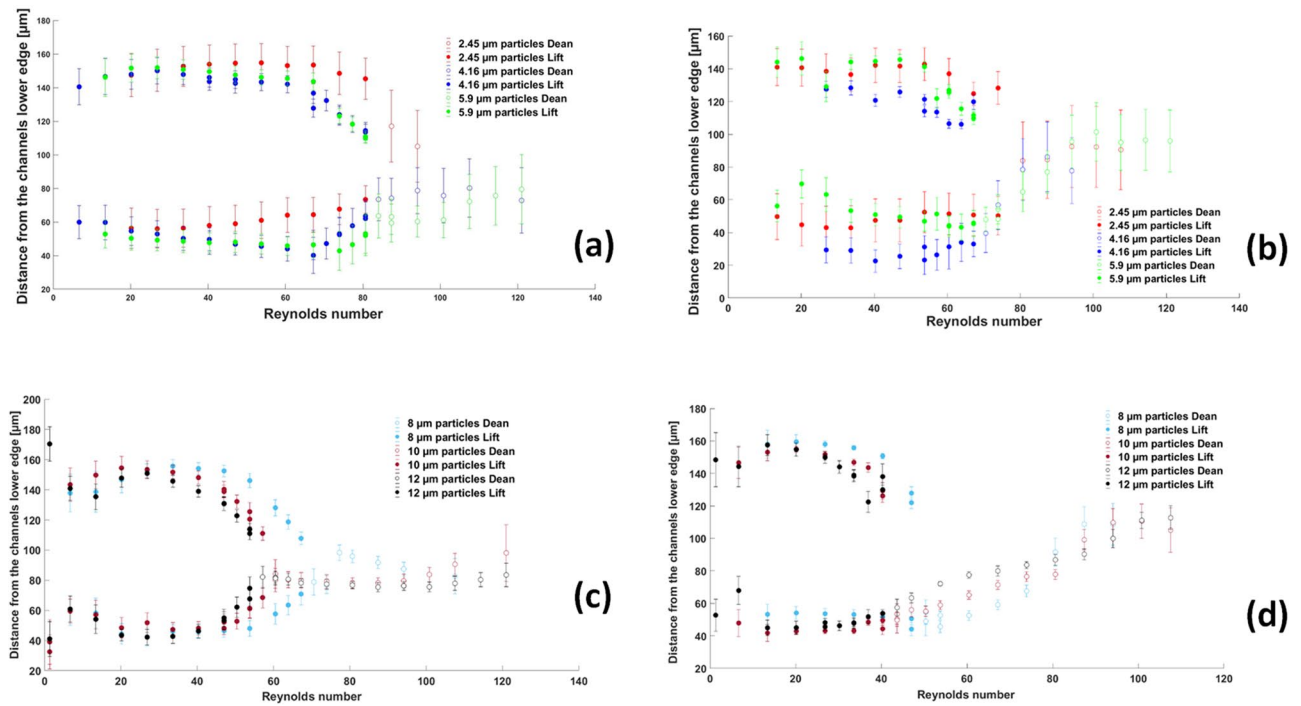 Distance from the channels lower edge [µm]
180
160
140
120
100
80
60
40
20
0
20
40
60
80
100
120
140
Reynolds number
2.45 µm particles Dean
2.45 µm particles Lift
4.16 µm particles Dean
4.16 µm particles Lift
5.9 µm particles Dean
5.9 µm particles Lift
(a)
Distance from the channels lower edge [µm]
180
160
140
120
100
80
60
40
20
0
0
20
40
60
80
100
120
140
Reynolds number
2.45 µm particles Dean
2.45 µm particles Lift
4.16 µm particles Dean
4.16 µm particles Lift
5.9 µm particles Dean
5.9 µm particles Lift
(b)
Distance from the channels lower edge [µm]
200
180
160
140
120
100
80
60
40
20
0
20
40
60
80
100
120
140
Reynolds number
8 µm particles Dean
8 µm particles Lift
10 µm particles Dean
10 µm particles Lift
12 µm particles Dean
12 µm particles Lift
(c)
Distance from the channels lower edge [µm]
180
160
140
120
100
80
60
40
20
0
20
40
60
80
100
120
140
Reynolds number
8 µm particles Dean
8 µm particles Lift
10 µm particles Dean
10 µm particles Lift
12 µm particles Dean
12 µm particles Lift
(d)